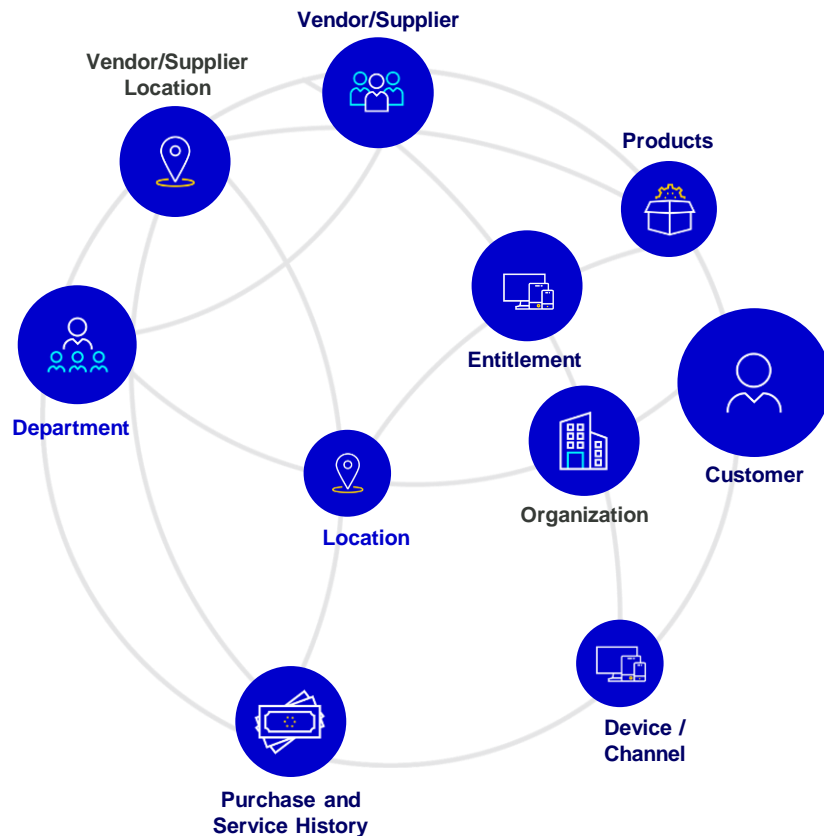 Vendor/Supplier
Vendor/Supplier
Location
Products
Entitlement
Department
Customer
Organization
Location
Device /
Channel
Purchase and
Service History